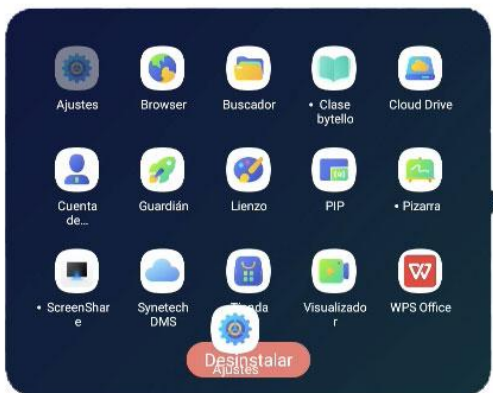 Ajustes
Browser
Buscador
• Clase
bytello
Cloud Drive
Cuenta
de...
Guardián
Lienzo
PIP
• Pizarra
• ScreenShar
e
Synetech
DMS
Tienda
Visualizado
r
WPS Office
Desinstalar
Ajustes